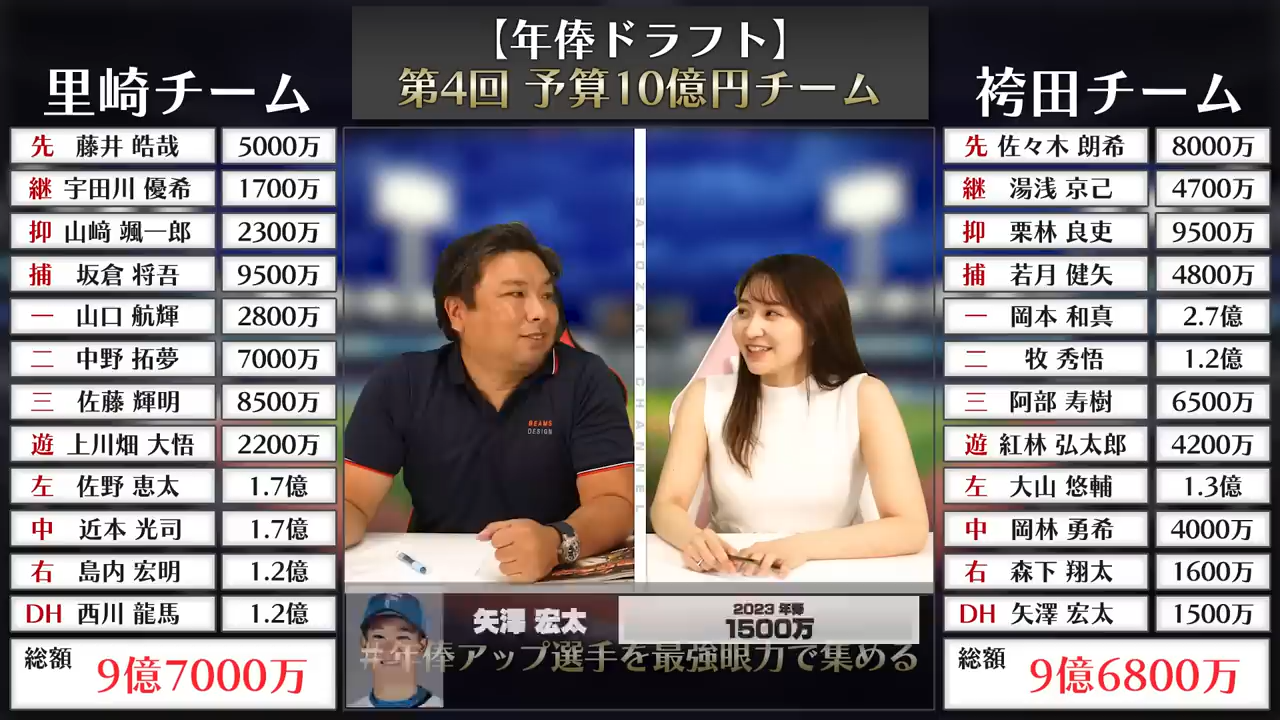 【年俸ドラフト】
第4回 予算10億円チーム
里崎チーム
先 藤井 皓哉 5000万
継 宇田川 優希 1700万
抑 山﨑 颯一郎 2300万
捕 坂倉 将吾 9500万
一 山口 航輝 2800万
二 中野 拓夢 7000万
三 佐藤 輝明 8500万
遊 上川畑 大悟 2200万
左 佐野 恵太 1.7億
中 近本 光司 1.7億
右 島内 宏明 1.2億
DH 西川 龍馬 1.2億
総額 9億7000万
SATOZAKI CHANNEL
BEAMS
DESIGN
矢澤 宏太
2023 年俸
1500万
#年俸アップ選手を最強眼力で集める
袴田チーム
先 佐々木 朗希 8000万
継 湯浅 京己 4700万
抑 栗林 良吏 9500万
捕 若月 健矢 4800万
一 岡本 和真 2.7億
二 牧 秀悟 1.2億
三 阿部 寿樹 6500万
遊 紅林 弘太郎 4200万
左 大山 悠輔 1.3億
中 岡林 勇希 4000万
右 森下 翔太 1600万
DH 矢澤 宏太 1500万
総額 9億6800万